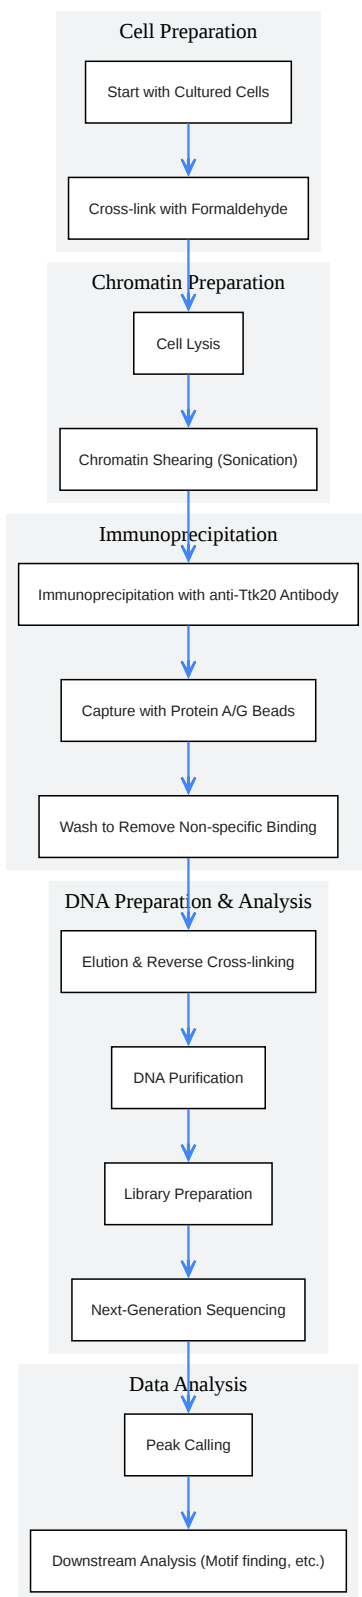 Cell Preparation
Start with Cultured Cells
Cross-link with Formaldehyde
Chromatin Preparation
Cell Lysis
Chromatin Shearing (Sonication)
Immunoprecipitation
Immunoprecipitation with anti-Ttk20 Antibody
Capture with Protein A/G Beads
Wash to Remove Non-specific Binding
DNA Preparation & Analysis
Elution & Reverse Cross-linking
DNA Purification
Library Preparation
Next-Generation Sequencing
Data Analysis
Peak Calling
Downstream Analysis (Motif finding, etc.)